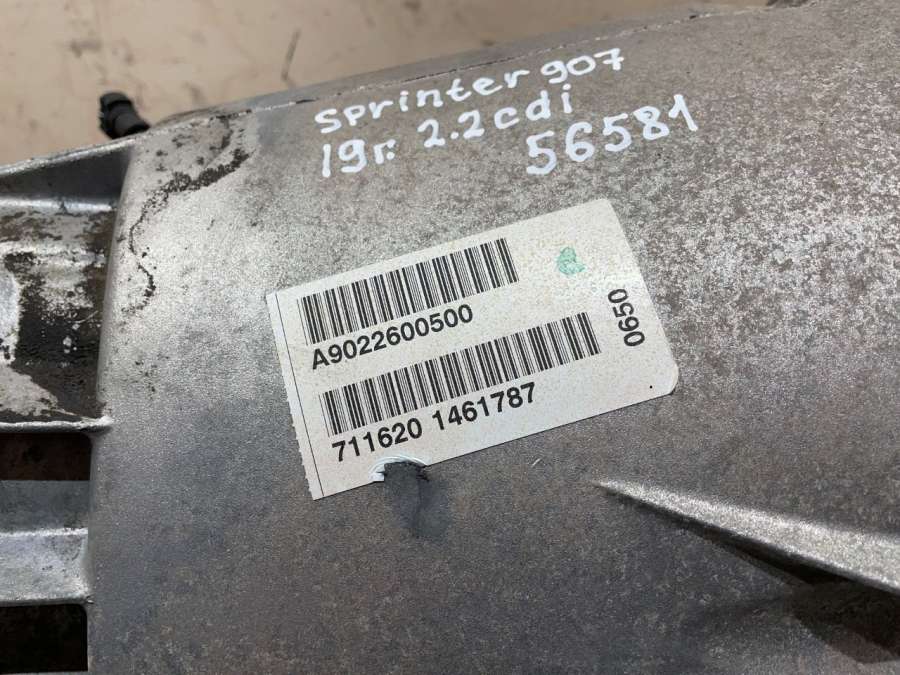 sprinter 907
19г. 2.2cdi
56581
A9022600500
711620 1461787
0650